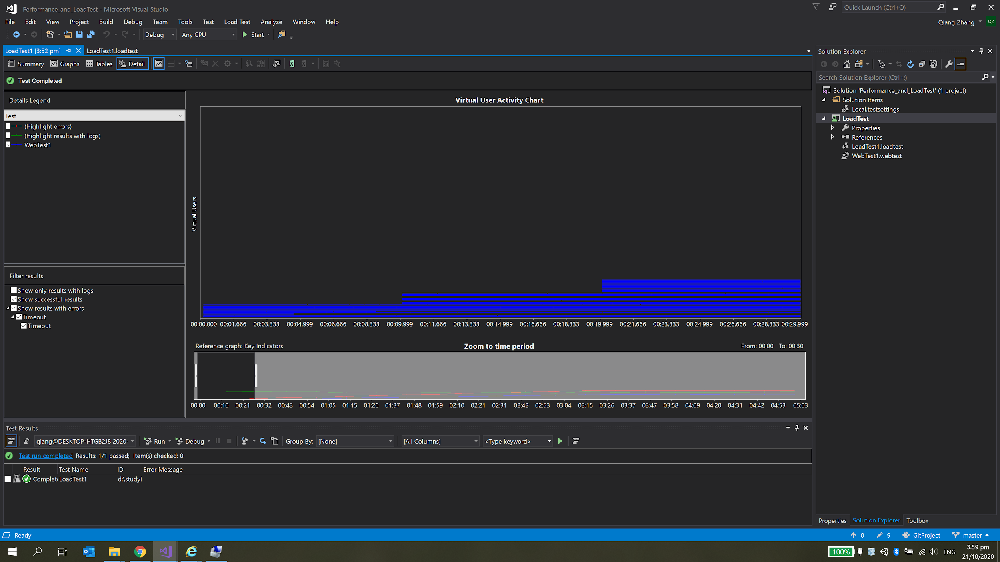 Performance_and_LoadTest - Microsoft Visual Studio
Quick Launch (Ctrl+Q)
File Edit View Project Build Debug Team Tools Test Load Test Analyze Window Help
Qiang Zhang QZ
Debug Any CPU Start
LoadTest1 [3:52 pm] LoadTest1.loadtest
Summary Graphs Tables Detail
Test Completed
Details Legend
Test
(Highlight errors)
(Highlight results with logs)
WebTest1
Filter results
Show only results with logs
Show successful results
Show results with errors
Timeout
Timeout
Virtual User Activity Chart
Virtual Users
00:00.000 00:01.666 00:03.333 00:04.999 00:06.666 00:08.333 00:09.999 00:11.666 00:13.333 00:14.999 00:16.666 00:18.333 00:19.999 00:21.666 00:23.333 00:24.999 00:26.666 00:28.333 00:29.999
Reference graph: Key Indicators Zoom to time period From: 00:00 To: 00:30
00:00 00:10 00:21 00:32 00:43 00:54 01:05 01:15 01:26 01:37 01:48 01:59 02:10 02:21 02:31 02:42 02:53 03:04 03:15 03:26 03:37 03:47 03:58 04:09 04:20 04:31 04:42 04:53 05:03
Solution Explorer
Search Solution Explorer (Ctrl+;)
Solution 'Performance_and_LoadTest' (1 project)
Solution Items
Local.testsettings
LoadTest
Properties
References
LoadTest1.loadtest
WebTest1.webtest
Properties Solution Explorer Toolbox
Test Results
qiang@DESKTOP-HTGB2J8 2020- Run Debug Group By: [None] [All Columns] <Type keyword>
Test run completed Results: 1/1 passed; Item(s) checked: 0
Result Test Name ID Error Message
Complet LoadTest1 d:\studyi
Ready
0 9 GitProject master
100% ENG
3:59 pm
21/10/2020